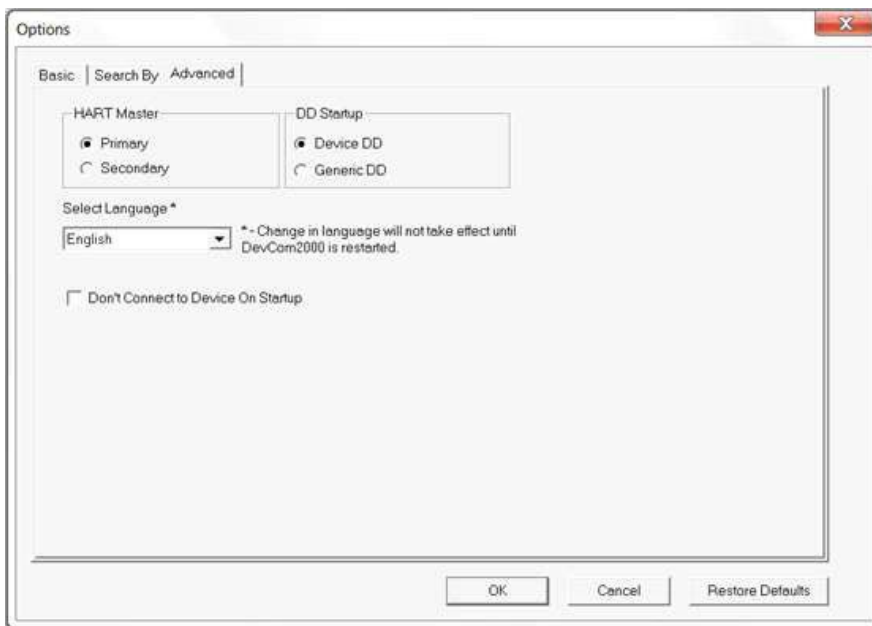 Options
Basic Search By Advanced
HART Master
Primary
Secondary
DD Startup
Device DD
Generic DD
Select Language *
English
* - Change in language will not take effect until
DevCom2000 is restarted.
Don't Connect to Device On Startup
OK Cancel Restore Defaults